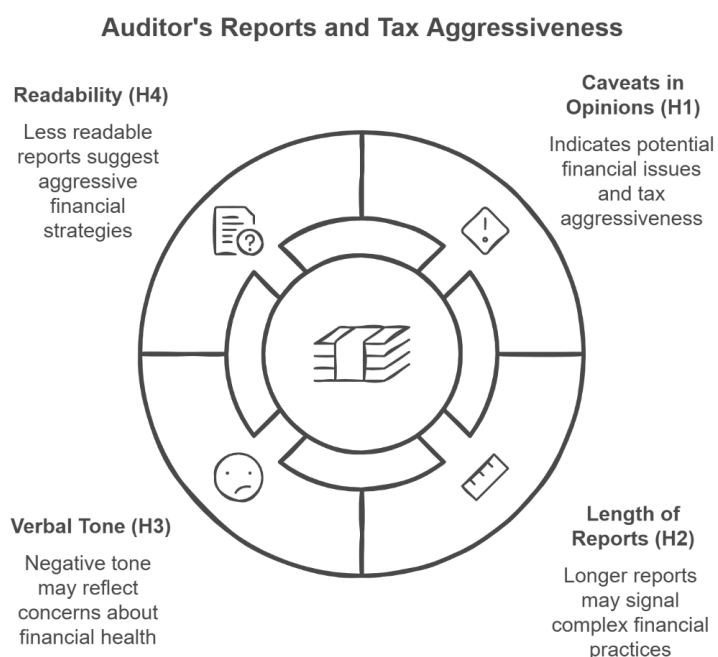 Auditor's Reports and Tax Aggressiveness
Readability (H4)
Less readable
reports suggest
aggressive
financial
strategies
Caveats in
Opinions (H1)
Indicates potential
financial issues
and tax
aggressiveness
?
!
Verbal Tone (H3)
Negative tone
may reflect
concerns about
financial health
Length of
Reports (H2)
Longer reports
may signal
complex financial
practices